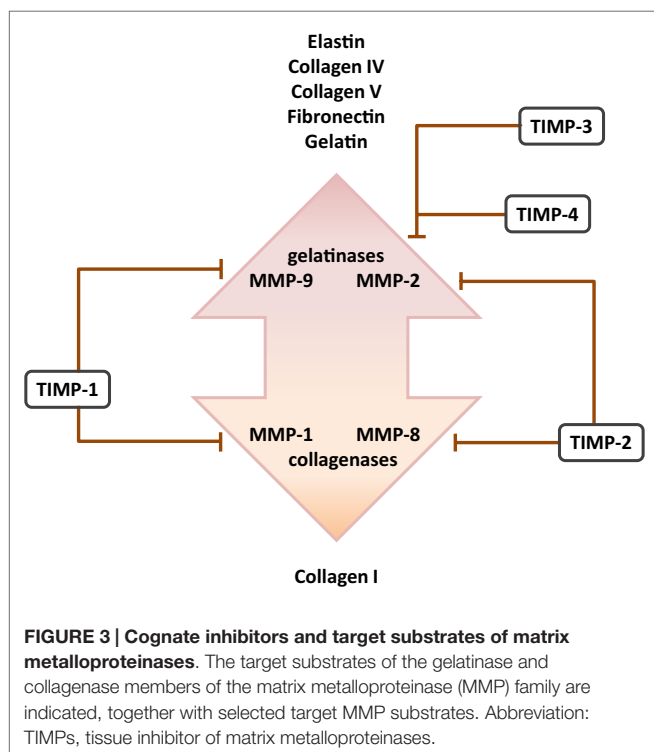 Elastin
Collagen IV
Collagen V
Fibronectin
Gelatin
TIMP-3
TIMP-4
gelatinases
MMP-9 MMP-2
TIMP-1
MMP-1 MMP-8
collagenases
TIMP-2
Collagen I
FIGURE 3 | Cognate inhibitors and target substrates of matrix
metalloproteinases. The target substrates of the gelatinase and
collagenase members of the matrix metalloproteinase (MMP) family are
indicated, together with selected target MMP substrates. Abbreviation:
TIMPs, tissue inhibitor of matrix metalloproteinases.